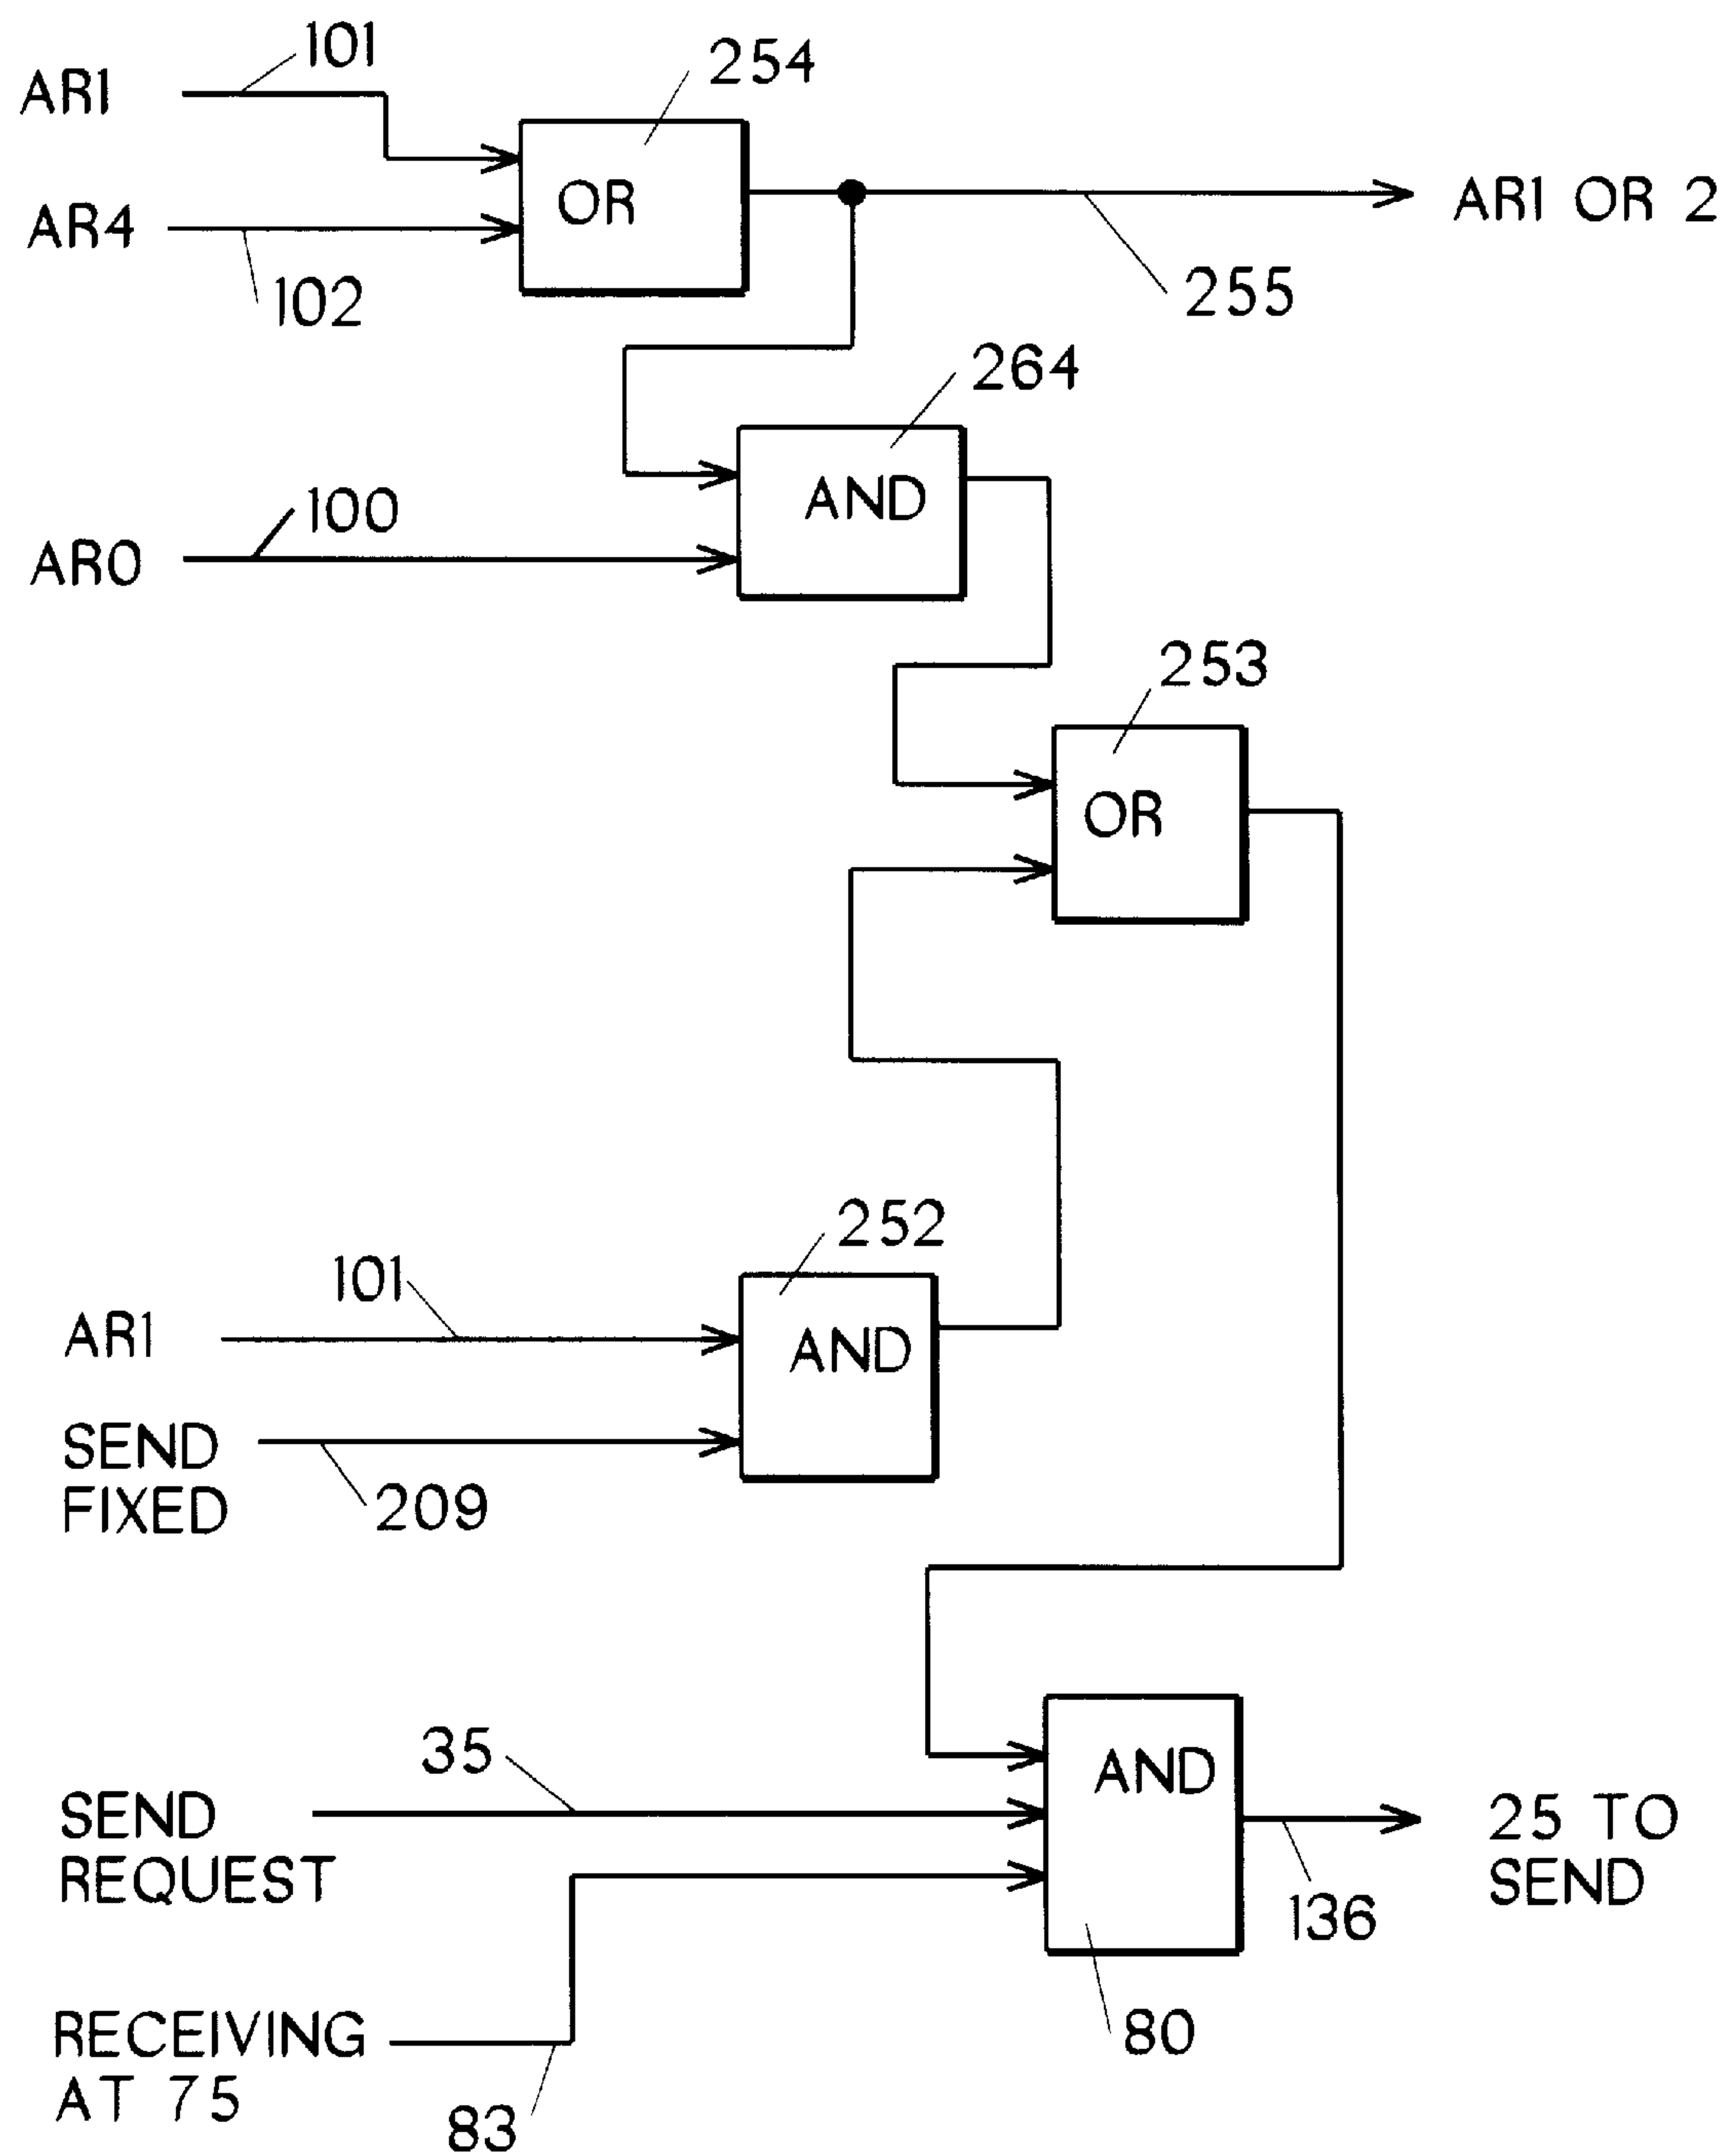 101
254
AR1
OR
AR1 OR 2
AR4
102
255
264
AND
100
AR0
253
OR
252
101
AR1
AND
SEND
FIXED
209
35
AND
SEND
REQUEST
25 TO
SEND
136
RECEIVING
AT 75
80
83